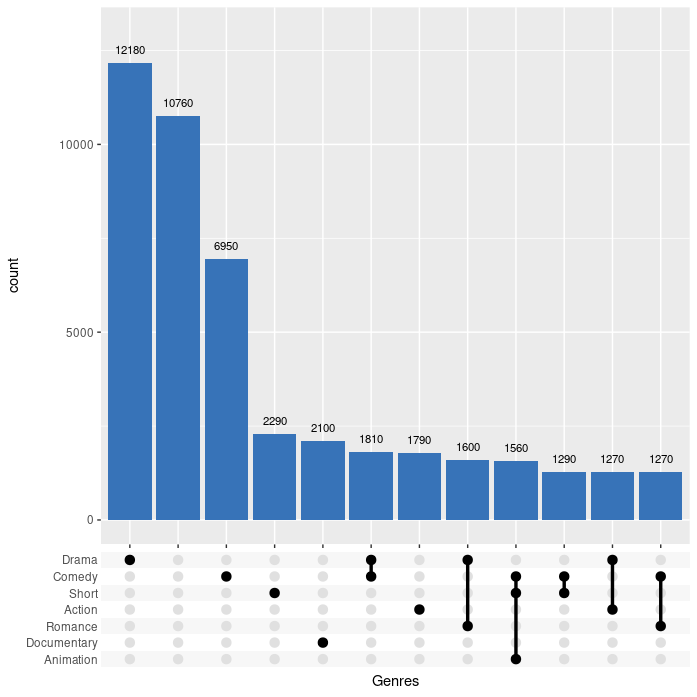 12180
10760
6950
2290
2100
1810
1790
1600
1560
1290
1270
1270
10000
5000
0
count
Drama
Comedy
Short
Action
Romance
Documentary
Animation
Genres